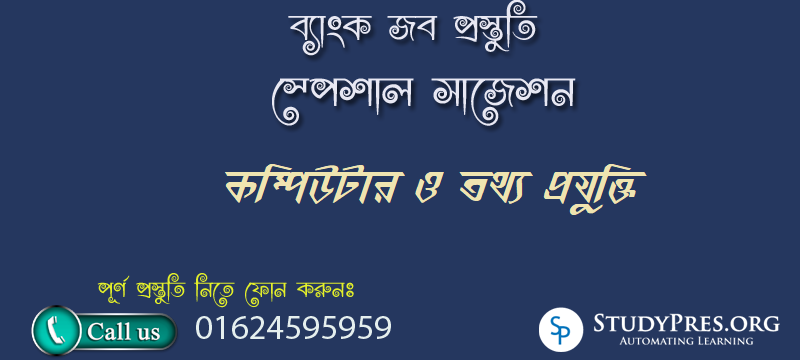 ব্যাংক জব প্রস্তুতি
স্পেশাল সাজেশন
কম্পিউটার ও তথ্য প্রযুক্তি
পূর্ণ প্রস্তুতি নিতে ফোন করুনঃ
Call us 01624595959
SP STUDYPRES.ORG
AUTOMATING LEARNING